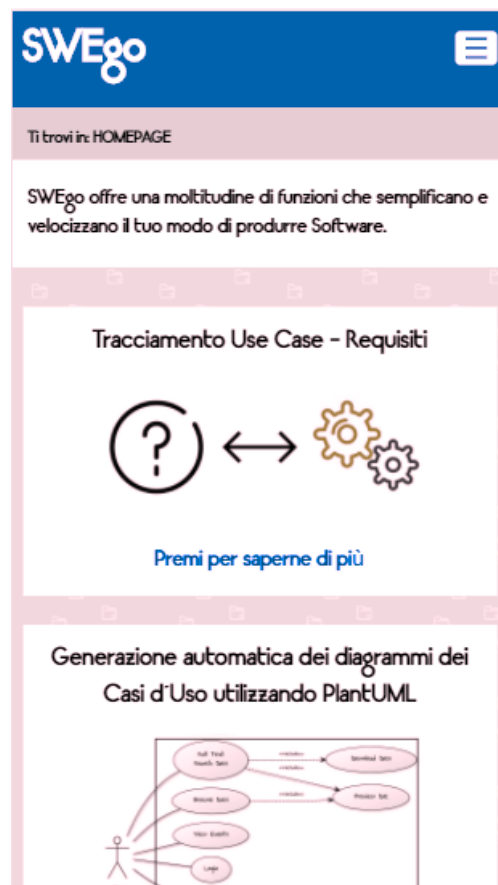 SWEgo
Ti trovi in: HOMEPAGE
SWEgo offre una moltitudine di funzioni che semplificano e
velocizzano il tuo modo di produrre Software.
Tracciamento Use Case - Requisiti
?
Premi per saperne di più
Generazione automatica dei diagrammi dei
Casi d'Uso utilizzando PlantUML
Login